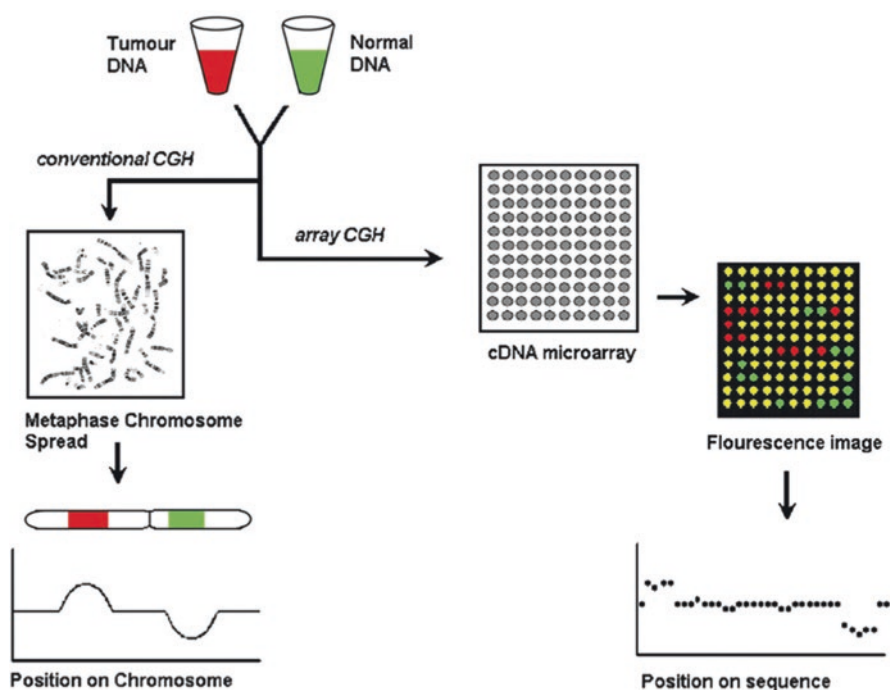 Tumour
DNA
Normal
DNA
conventional CGH
array CGH
cDNA microarray
Metaphase Chromosome
Spread
Flourescence image
Position on Chromosome
Position on sequence